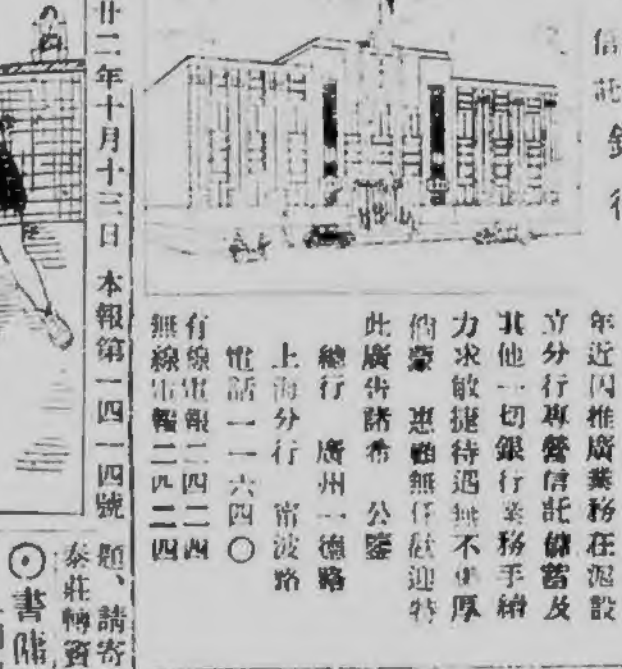 信託
銀行
年近因推廣業務在滬設
立分行專營信託儲蓄及
其他一切銀行業務手續
力求敏捷待遇無不優厚
倘蒙 惠顧無任歡迎特
此廣告諸希 公鑒
總行 廣州一德路
上海分行 甯波路
電話一一六四〇
有線電報二四二四
無線電報二四二四
廿二年十月十三日 本報第一四一四號
題、請寄
泰莊轉
⊙書